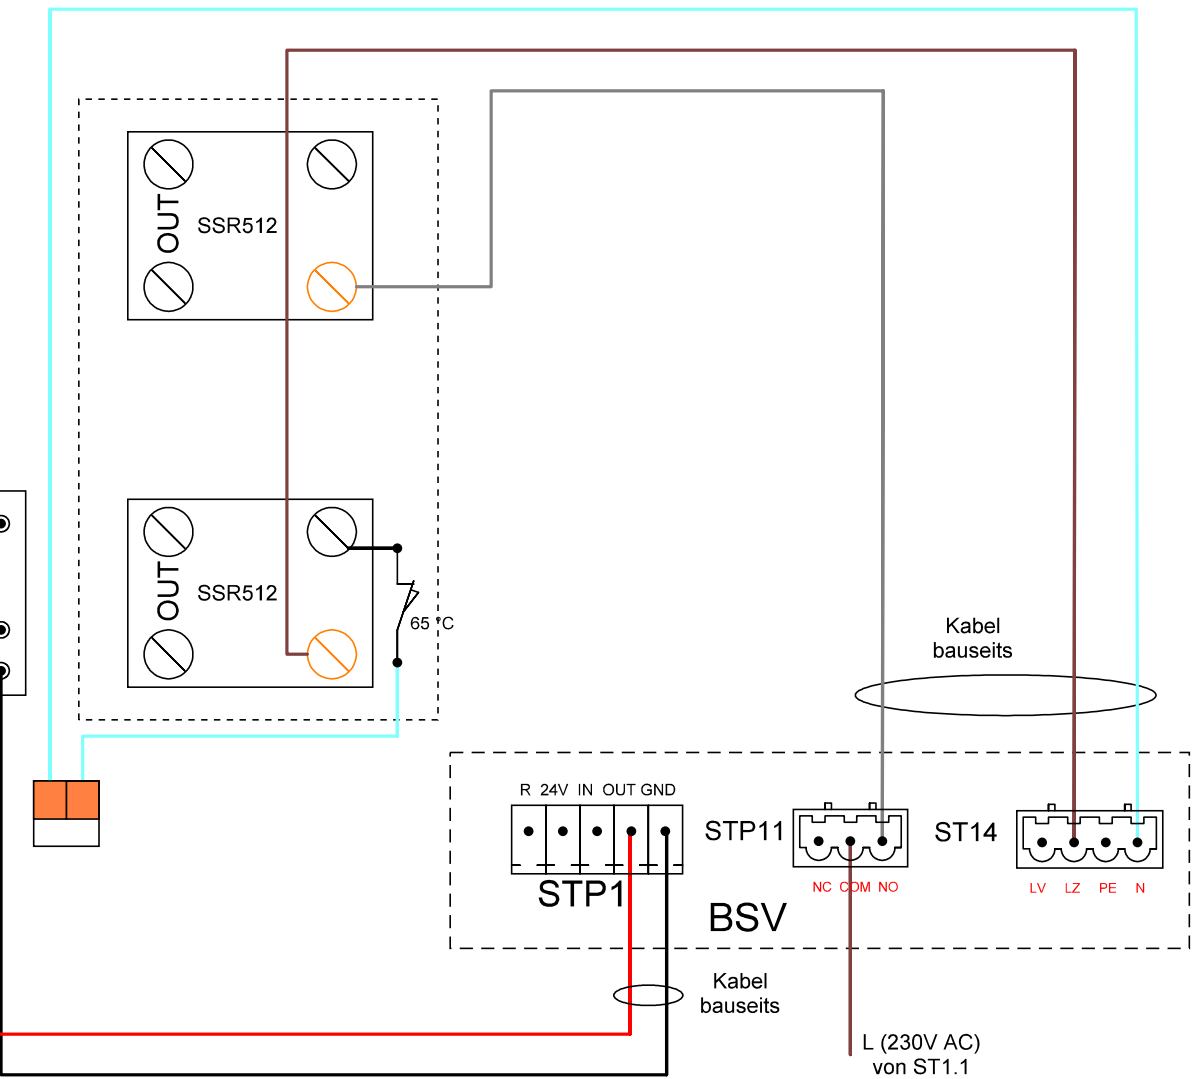 OUT
SSR512
OUT
SSR512
65 °C
Kabel
bauseits
R 24V IN OUT GND
STP11
ST14
NC COM NO
LV LZ PE N
STP1
BSV
Kabel
bauseits
L (230V AC)
von ST1.1